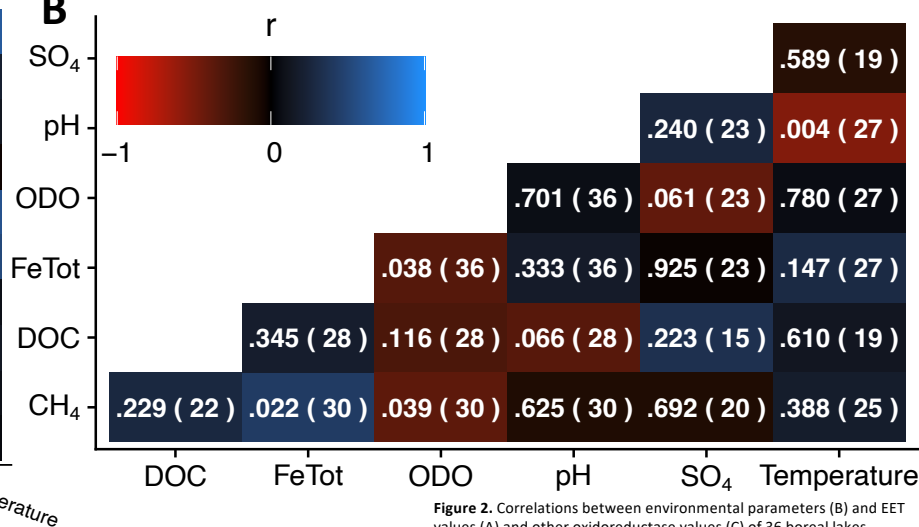 B
r
−1 0 1
SO₄ .589 ( 19 )
pH .240 ( 23 ) .004 ( 27 )
ODO .701 ( 36 ) .061 ( 23 ) .780 ( 27 )
FeTot .038 ( 36 ) .333 ( 36 ) .925 ( 23 ) .147 ( 27 )
DOC .345 ( 28 ) .116 ( 28 ) .066 ( 28 ) .223 ( 15 ) .610 ( 19 )
CH₄ .229 ( 22 ) .022 ( 30 ) .039 ( 30 ) .625 ( 30 ) .692 ( 20 ) .388 ( 25 )
DOC FeTot ODO pH SO₄ Temperature
erature
Figure 2. Correlations between environmental parameters (B) and EET
values (A) and other oxidoreductase values (C) of 36 boreal lakes